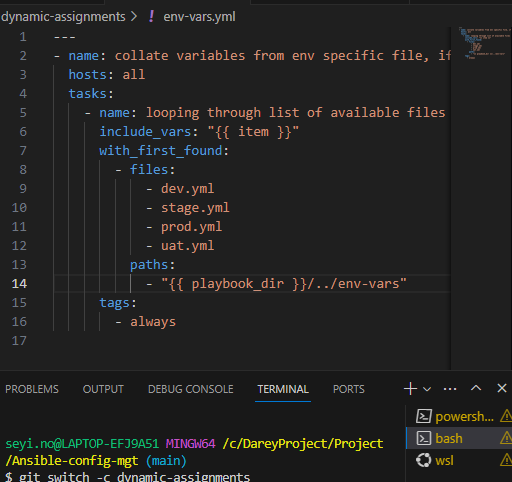 dynamic-assignments > ! env-vars.yml
1 ---
2 - name: collate variables from env specific file, if
3 hosts: all
4 tasks:
5 - name: looping through list of available files
6 include_vars: "{{ item }}"
7 with_first_found:
8 - files:
9 - dev.yml
10 - stage.yml
11 - prod.yml
12 - uat.yml
13 paths:
14 - "{{ playbook_dir }}/../env-vars"
15 tags:
16 - always
17
PROBLEMS OUTPUT DEBUG CONSOLE TERMINAL PORTS
seyi.no@LAPTOP-EFJ9A51 MINGW64 /c/DareyProject/Project
/Ansible-config-mgt (main)
$ git switch -c dynamic-assignments
powersh...
bash
wsl